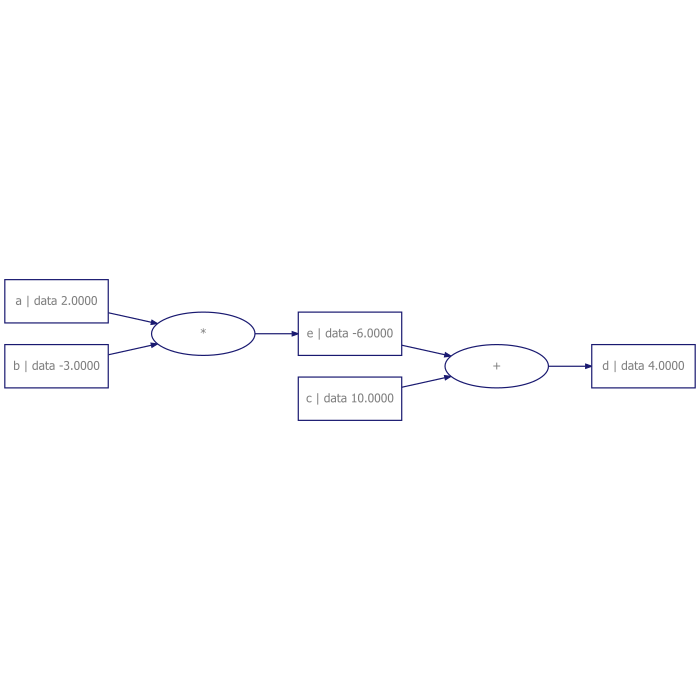 a | data 2.0000
b | data -3.0000
*
e | data -6.0000
c | data 10.0000
+
d | data 4.0000